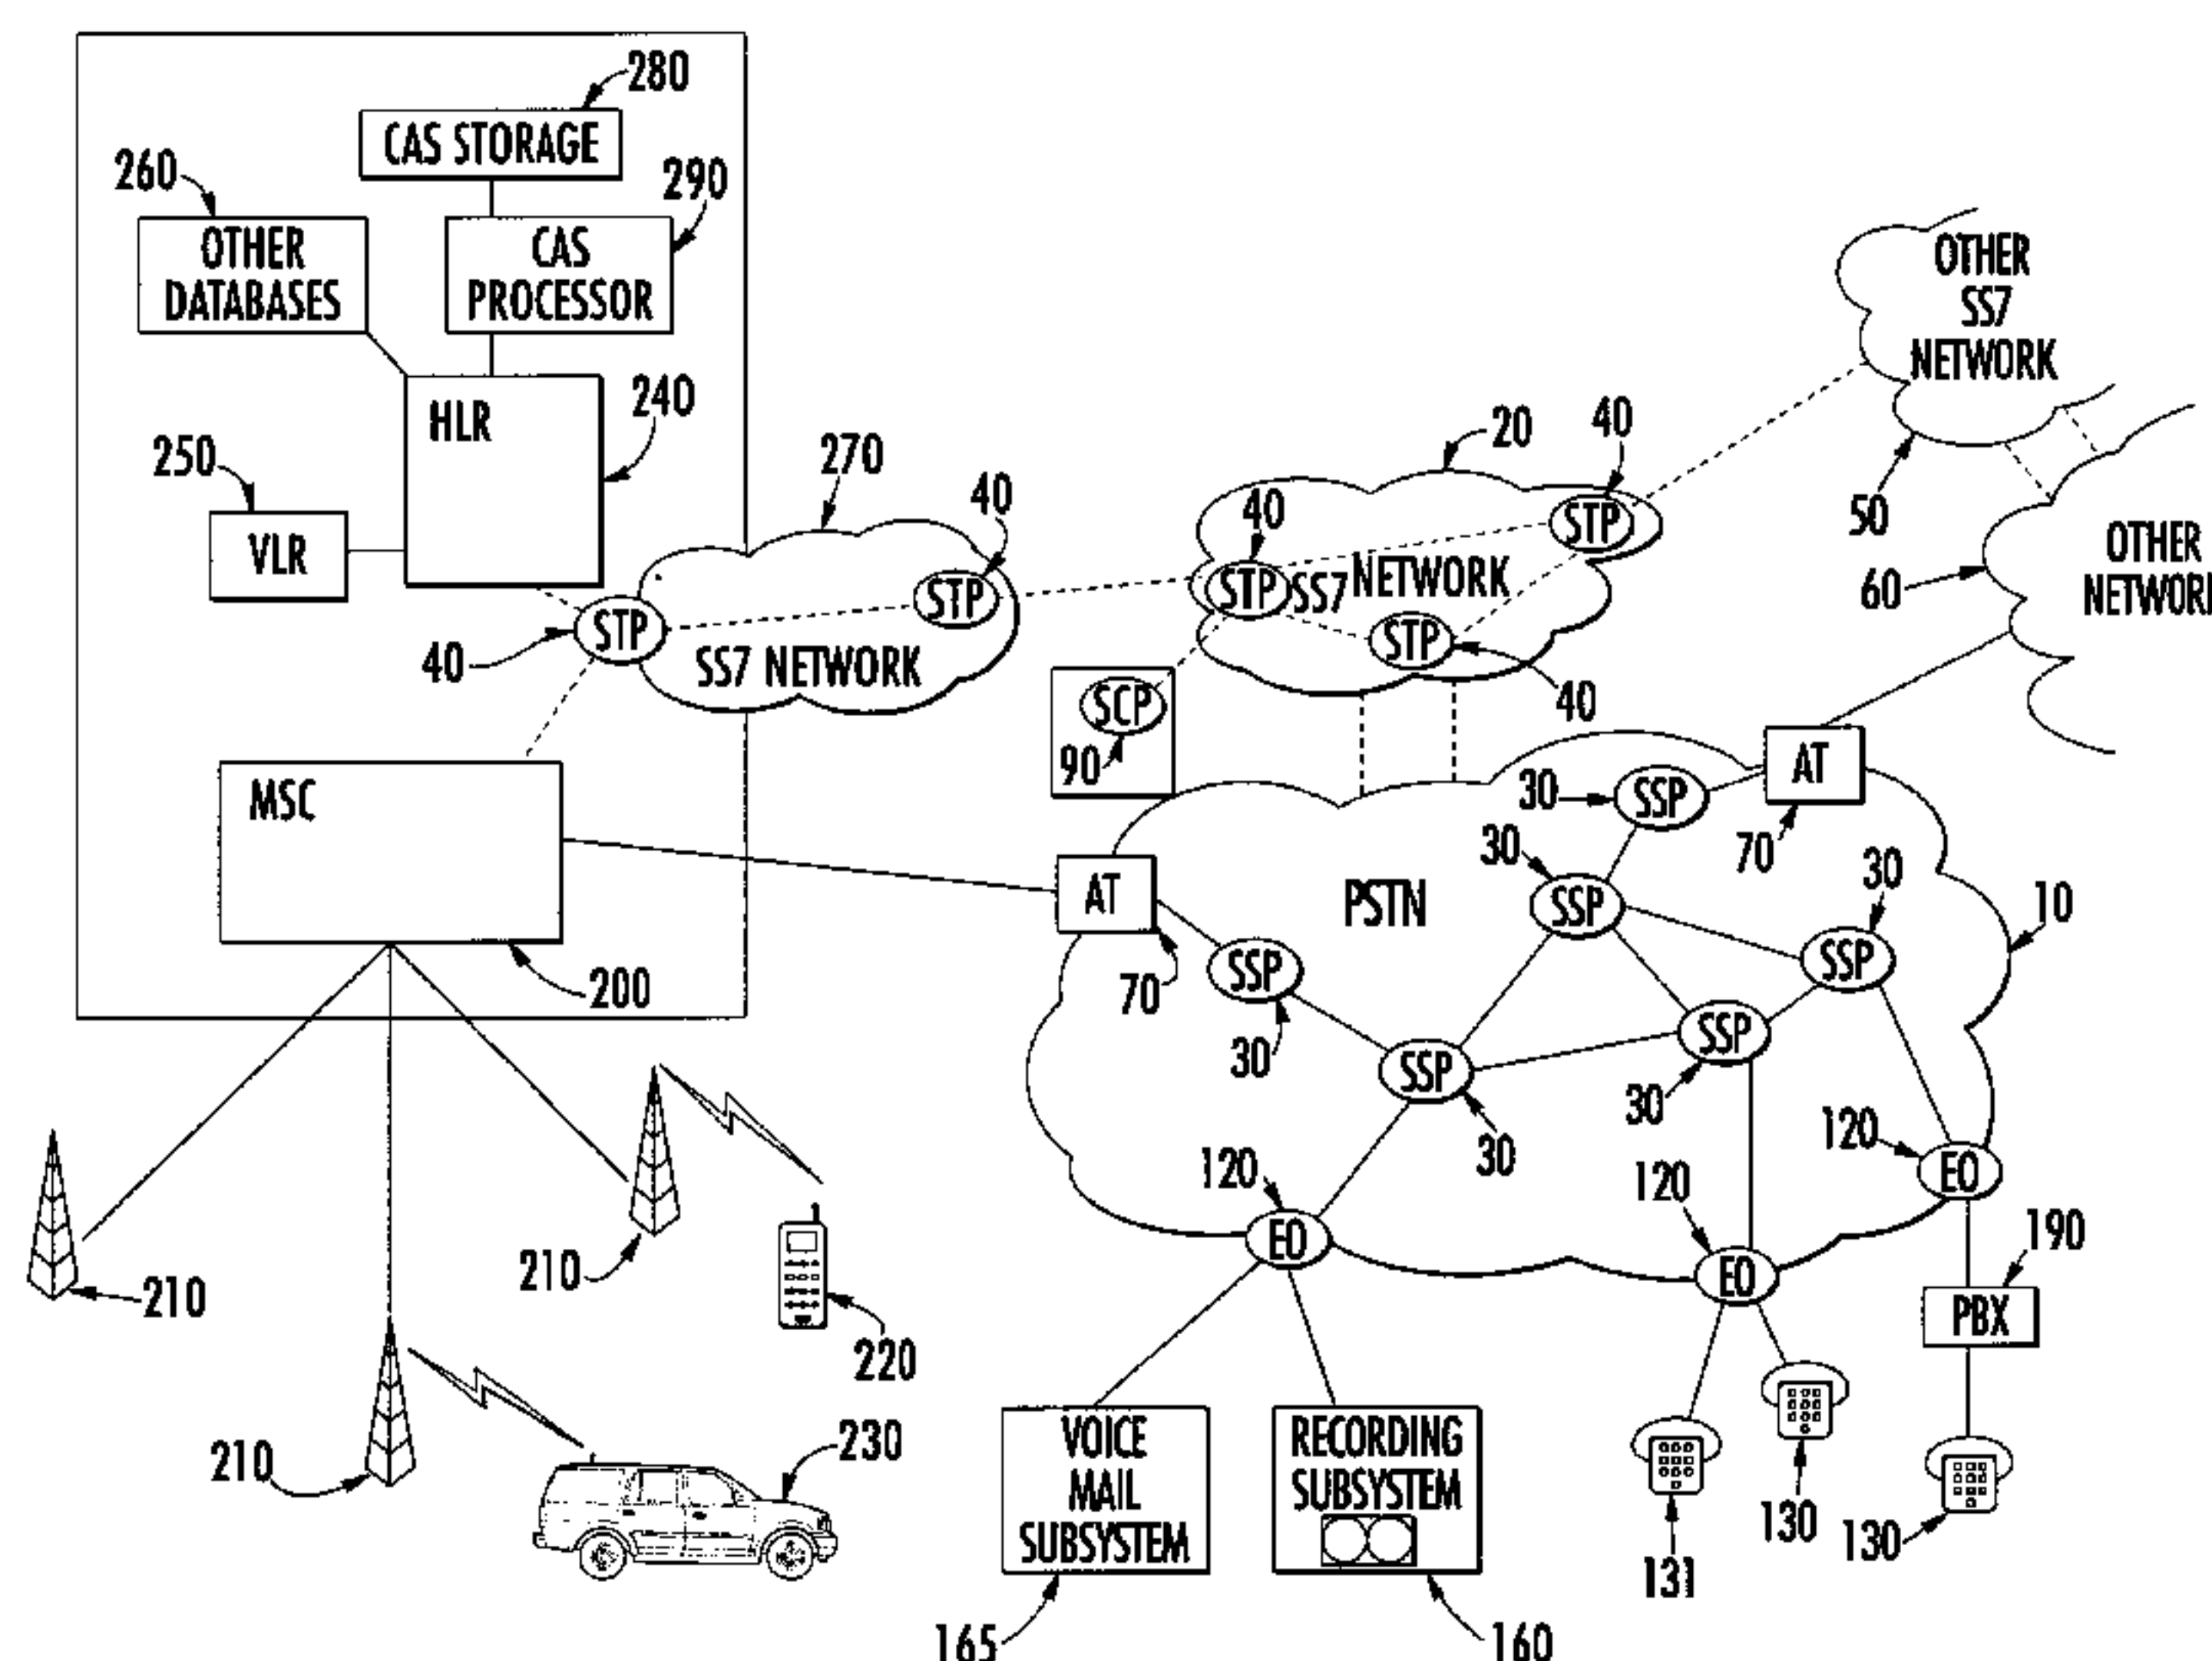 280
CAS STORAGE
260
290
OTHER
DATABASES
CAS
PROCESSOR
OTHER
SS7
NETWORK
HLR
240
250
VLR
270
40
20
40
40
STP
50
OTHER
NETWORK
60
STP
STP
SS7 NETWORK
STP
STP
40
SS7 NETWORK
40
SCP
90
MSC
200
AT
70
30
SSP
AT
70
PSTN
30
SSP
30
SSP
10
SSP
30
SSP
30
SSP
30
120
EO
120
EO
120
EO
190
PBX
210
210
210
220
230
VOICE
MAIL
SUBSYSTEM
RECORDING
SUBSYSTEM
131
130
130
165
160